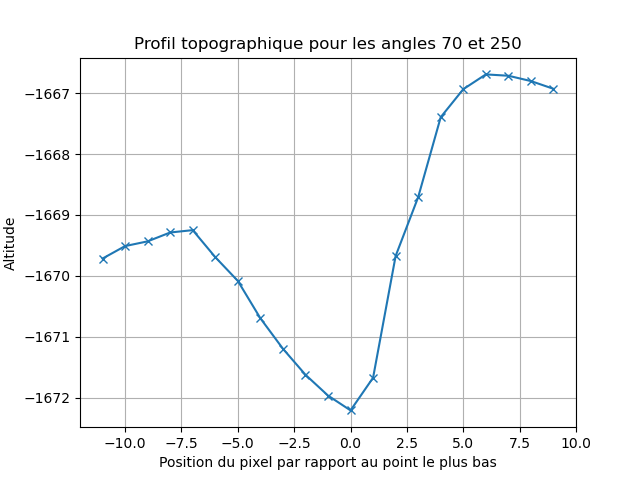 Profil topographique pour les angles 70 et 250
Altitude
−1667
−1668
−1669
−1670
−1671
−1672
−10.0 −7.5 −5.0 −2.5 0.0 2.5 5.0 7.5 10.0
Position du pixel par rapport au point le plus bas